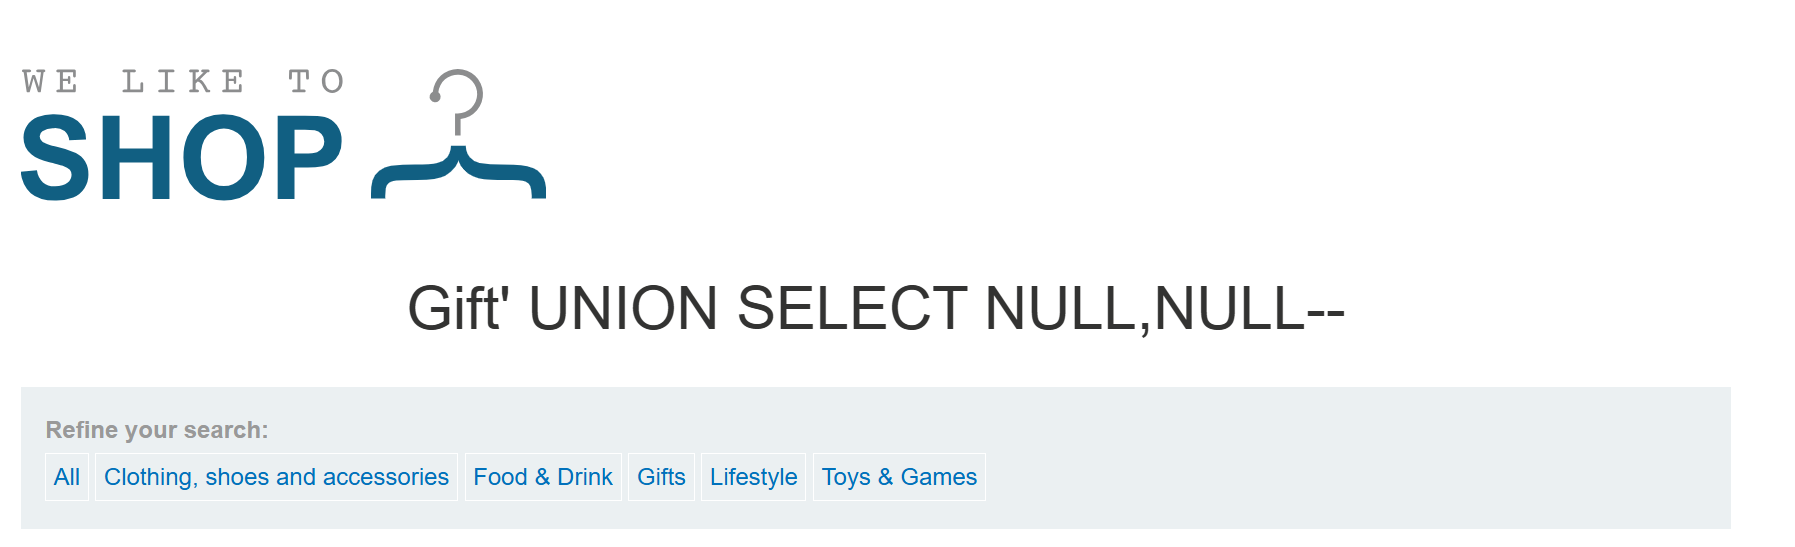 WE LIKE TO
SHOP
Gift' UNION SELECT NULL,NULL--
Refine your search:
All Clothing, shoes and accessories Food & Drink Gifts Lifestyle Toys & Games